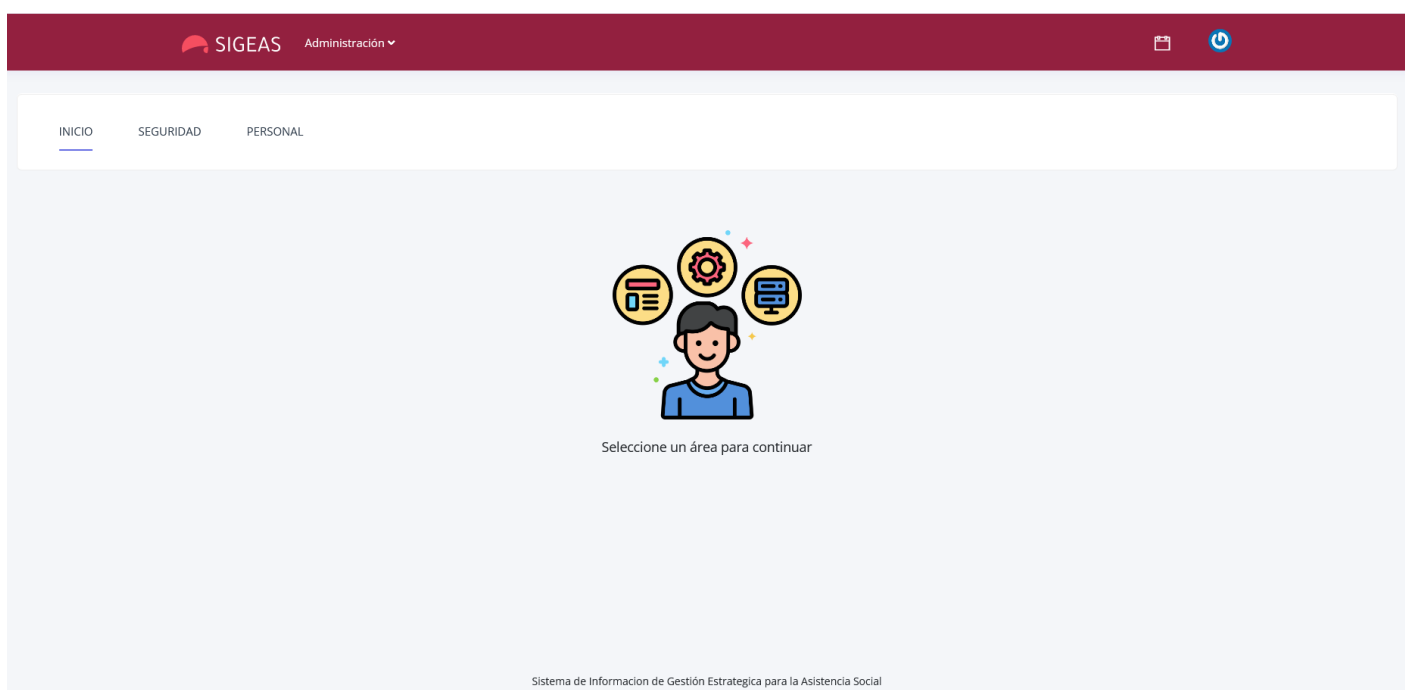 SIGEAS Administración
INICIO SEGURIDAD PERSONAL
Seleccione un área para continuar
Sistema de Informacion de Gestión Estrategica para la Asistencia Social